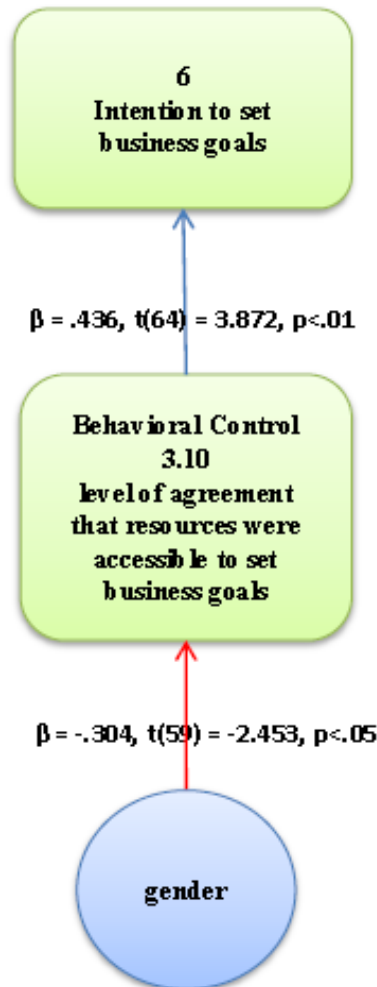 6
Intention to set
business goals
β = .436, t(64) = 3.872, p<.01
Behavioral Control
3.10
level of agreement
that resources were
accessible to set
business goals
β = -.304, t(59) = -2.453, p<.05
gender